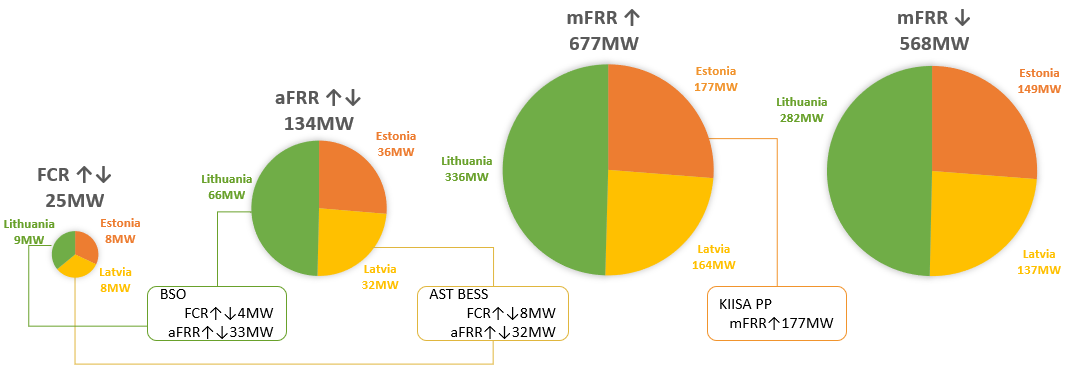 FCR ↑↓
25MW
Lithuania
9MW
Estonia
8MW
Latvia
8MW
aFRR ↑↓
134MW
Lithuania
66MW
Estonia
36MW
Latvia
32MW
mFRR ↑
677MW
Lithuania
336MW
Estonia
177MW
Latvia
164MW
mFRR ↓
568MW
Lithuania
282MW
Estonia
149MW
Latvia
137MW
BSO
FCR↑↓4MW
aFRR↑↓33MW
AST BESS
FCR↑↓8MW
aFRR↑↓32MW
KIISA PP
mFRR↑177MW